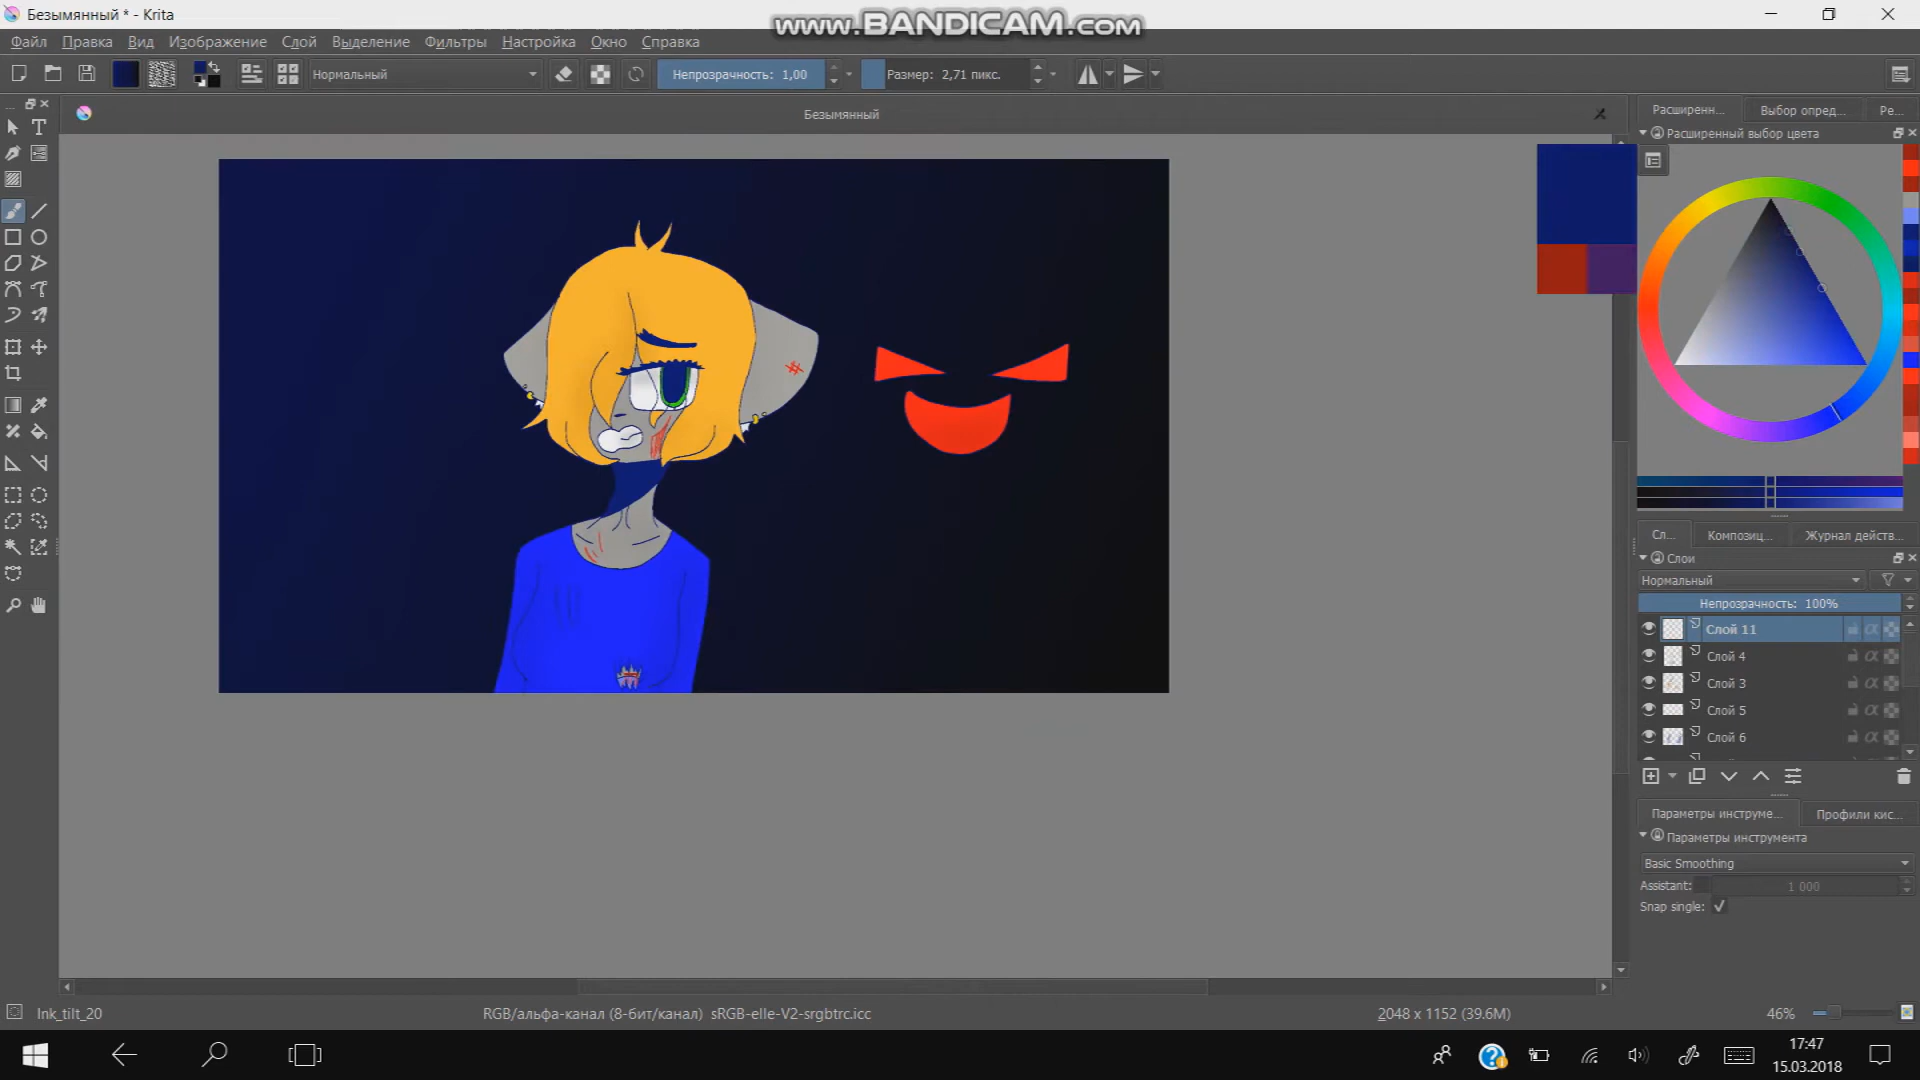 Безымянный * - Krita
www.BANDICAM.com
Файл Правка Вид Изображение Слой Выделение Фильтры Настройка Окно Справка
Нормальный
Непрозрачность: 1,00
Размер: 2,71 пикс.
Безымянный
Расширенн... Выбор опред... Ре...
Расширенный выбор цвета
Сл... Композиц... Журнал действ...
Слои
Нормальный
Непрозрачность: 100%
Слой 11
Слой 4
Слой 3
Слой 5
Слой 6
Параметры инструме... Профили кис...
Параметры инструмента
Basic Smoothing
Assistant: 1 000
Snap single:
Ink_tilt_20
RGB/альфа-канал (8-бит/канал) sRGB-elle-V2-srgbtrc.icc
2048 x 1152 (39.6M)
46%
17:47
15.03.2018